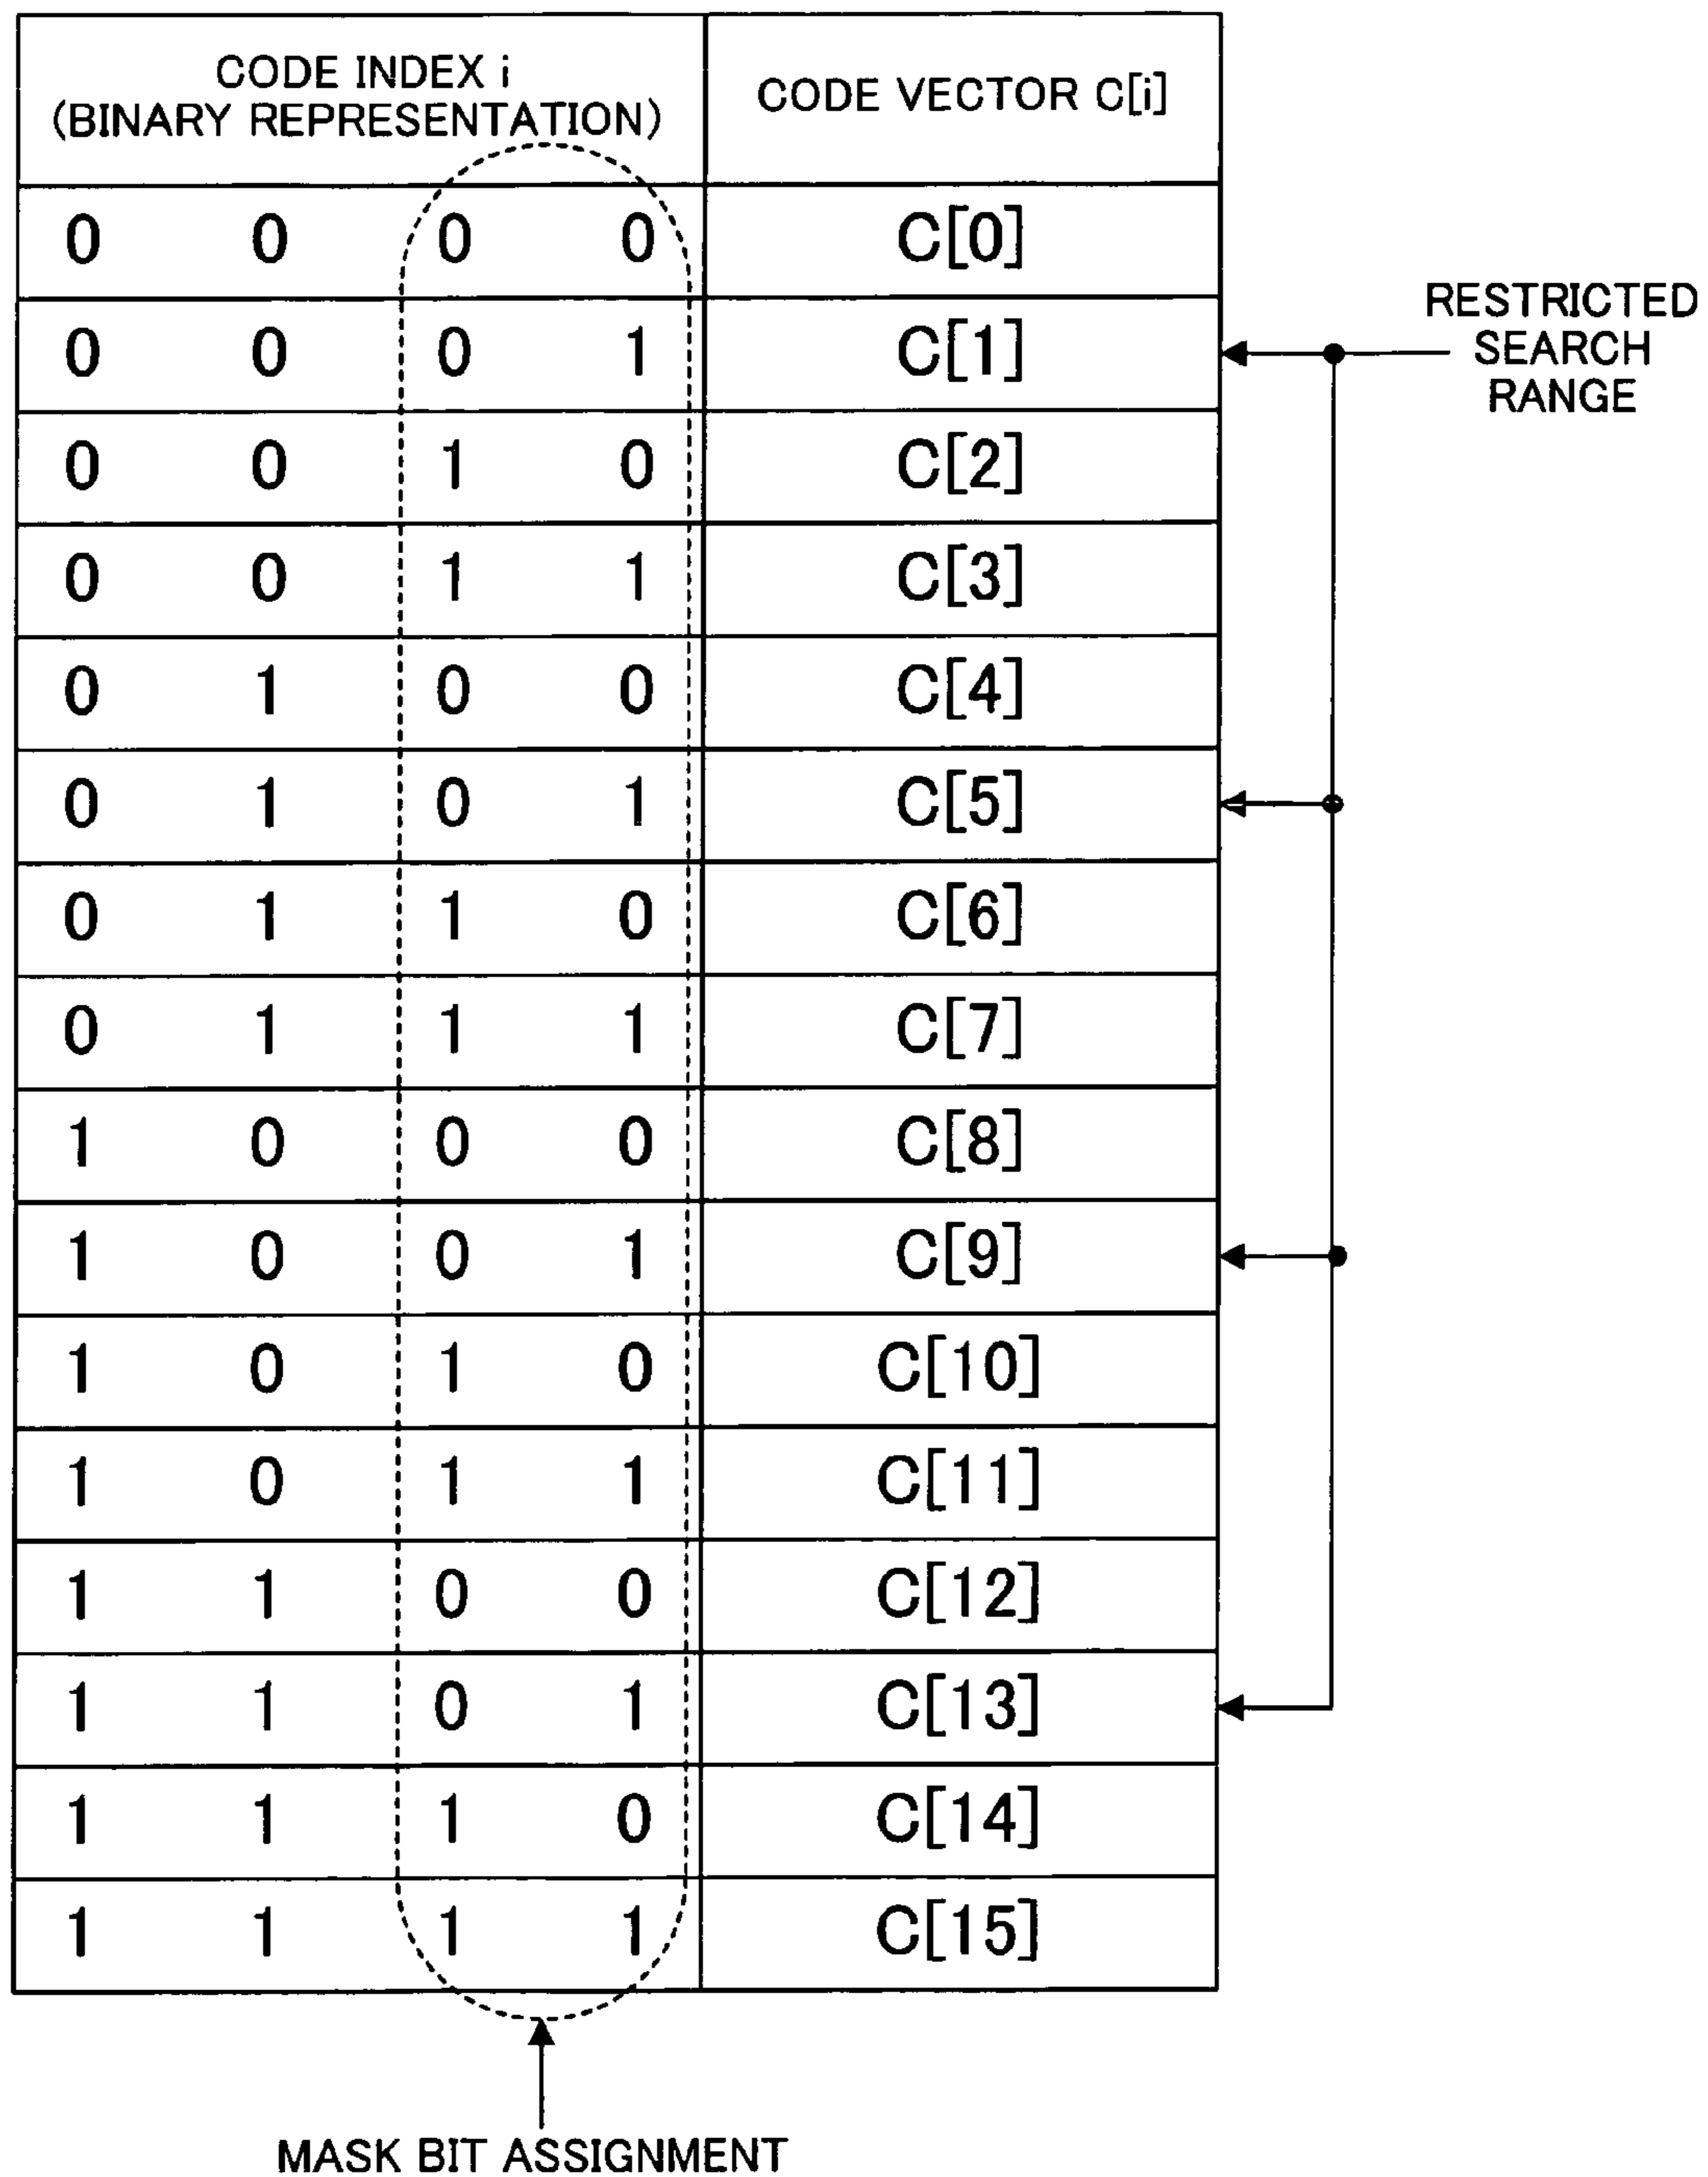 CODE INDEX i
(BINARY REPRESENTATION)
CODE VECTOR C[i]
0 0 0 0 C[0]
0 0 0 1 C[1]
RESTRICTED
SEARCH
RANGE
0 0 1 0 C[2]
0 0 1 1 C[3]
0 1 0 0 C[4]
0 1 0 1 C[5]
0 1 1 0 C[6]
0 1 1 1 C[7]
1 0 0 0 C[8]
1 0 0 1 C[9]
1 0 1 0 C[10]
1 0 1 1 C[11]
1 1 0 0 C[12]
1 1 0 1 C[13]
1 1 1 0 C[14]
1 1 1 1 C[15]
MASK BIT ASSIGNMENT